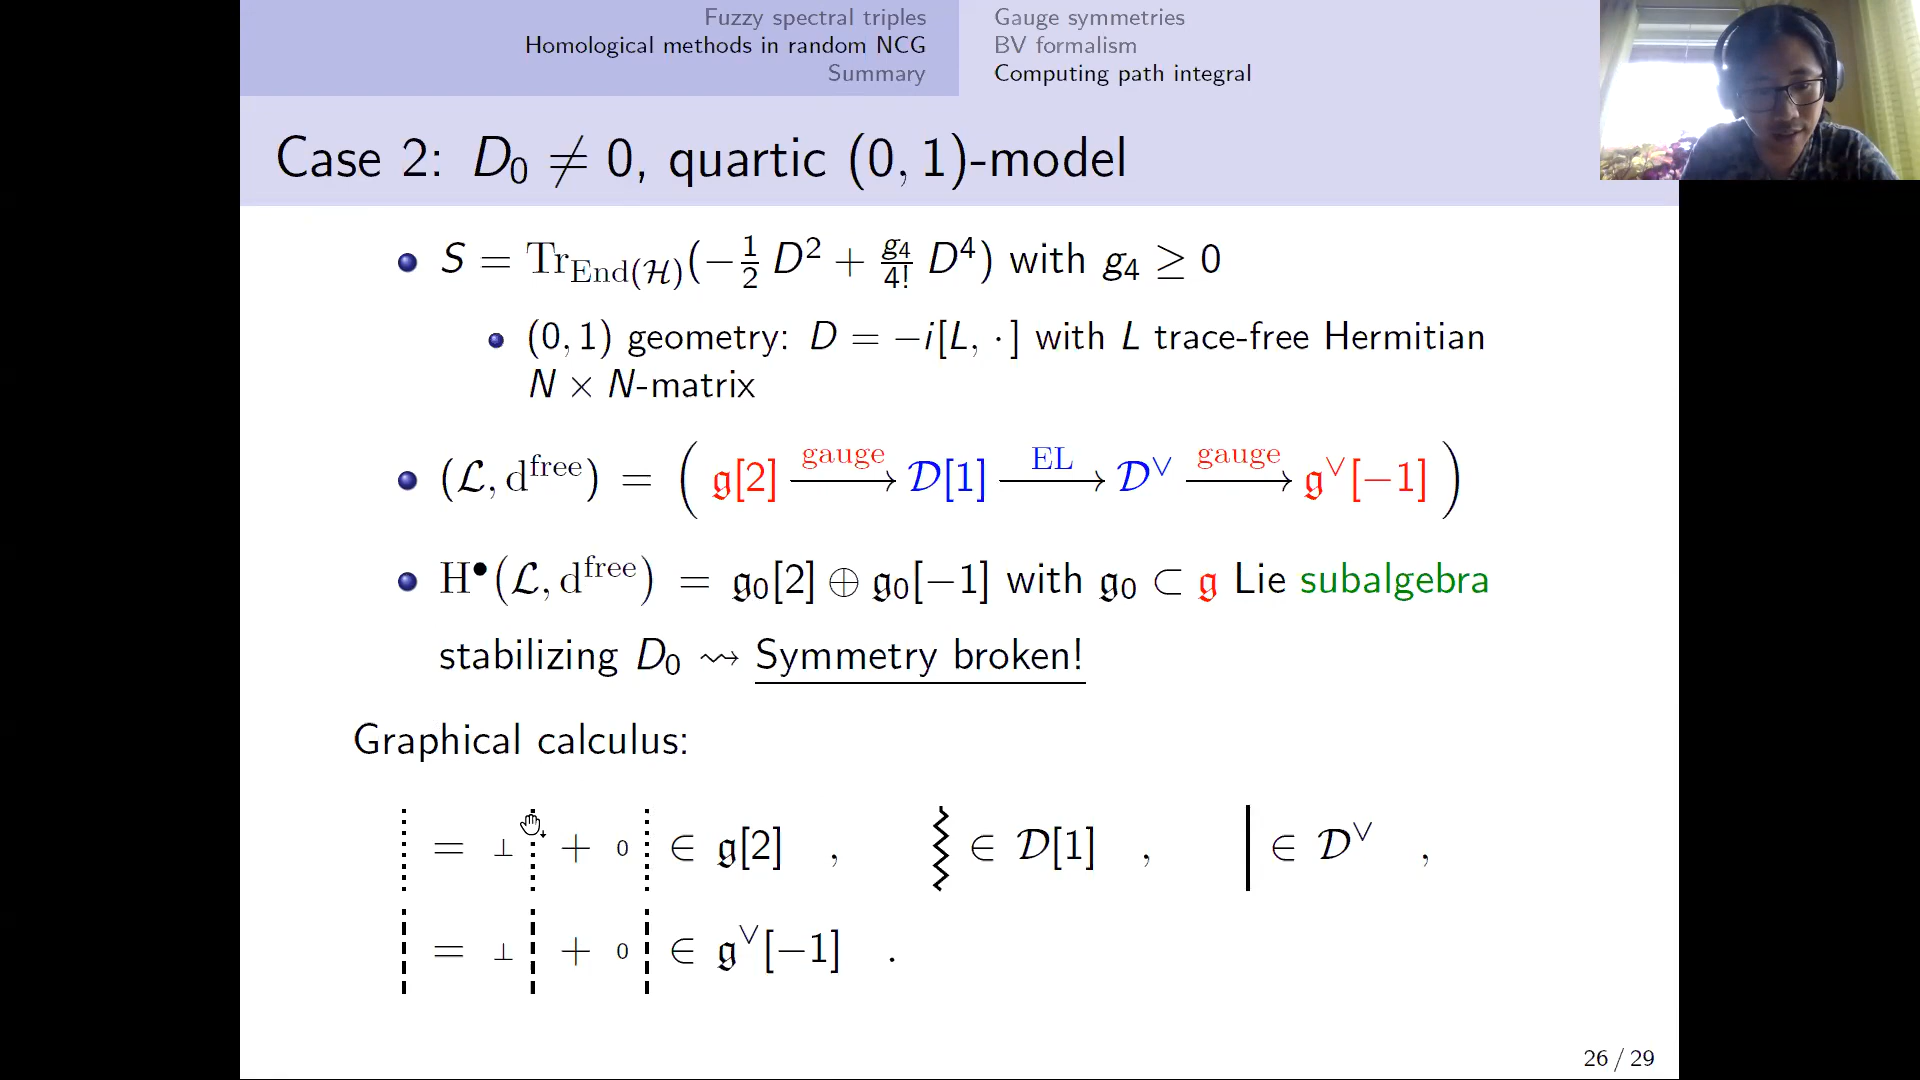 Fuzzy spectral triples
Homological methods in random NCG
Summary
Gauge symmetries
BV formalism
Computing path integral
Case 2: D₀ ≠ 0, quartic (0, 1)-model
S = Tr_End(ℋ)(−½ D² + g₄/4! D⁴) with g₄ ≥ 0
(0, 1) geometry: D = −i[L, · ] with L trace-free Hermitian
N × N-matrix
(ℒ, d^free) = ( 𝔤[2] —gauge→ 𝒟[1] —EL→ 𝒟^∨ —gauge→ 𝔤^∨[−1] )
H^•(ℒ, d^free) = 𝔤₀[2] ⊕ 𝔤₀[−1] with 𝔤₀ ⊂ 𝔤 Lie subalgebra
stabilizing D₀ ⇝ Symmetry broken!
Graphical calculus:
= ⊥ + 0 ∈ 𝔤[2] , ∈ 𝒟[1] , ∈ 𝒟^∨ ,
= ⊥ + 0 ∈ 𝔤^∨[−1] .
26 / 29